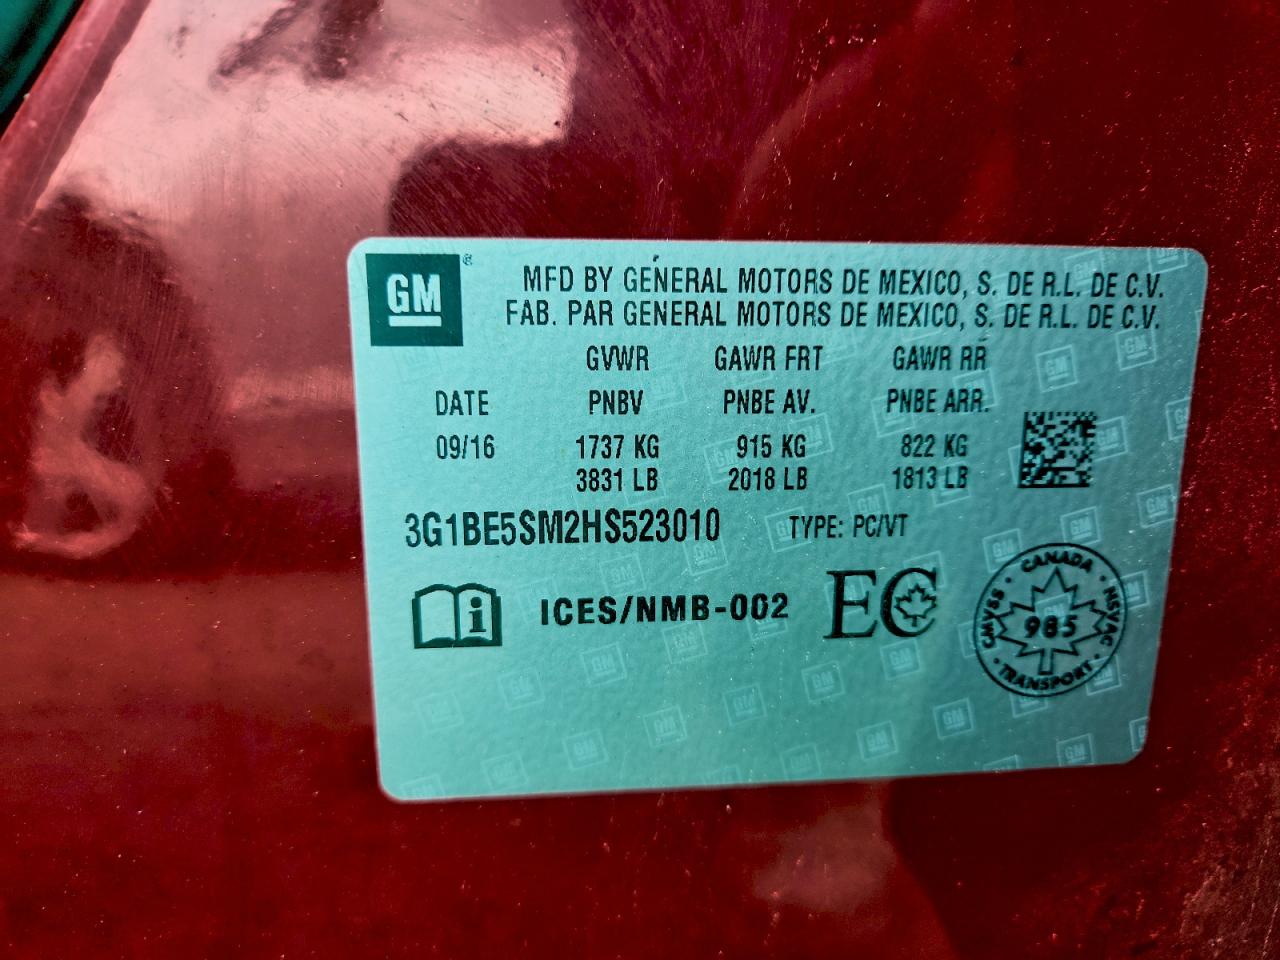 GM ®
MFD BY GENERAL MOTORS DE MEXICO, S. DE R.L. DE C.V.
FAB. PAR GENERAL MOTORS DE MEXICO, S. DE R.L. DE C.V.
GVWR GAWR FRT GAWR RR
DATE PNBV PNBE AV. PNBE ARR.
09/16 1737 KG 915 KG 822 KG
3831 LB 2018 LB 1813 LB
3G1BE5SM2HS523010 TYPE: PC/VT
i ICES/NMB-002 EC
CANADA
CMVSS 985 NSVAC
TRANSPORT